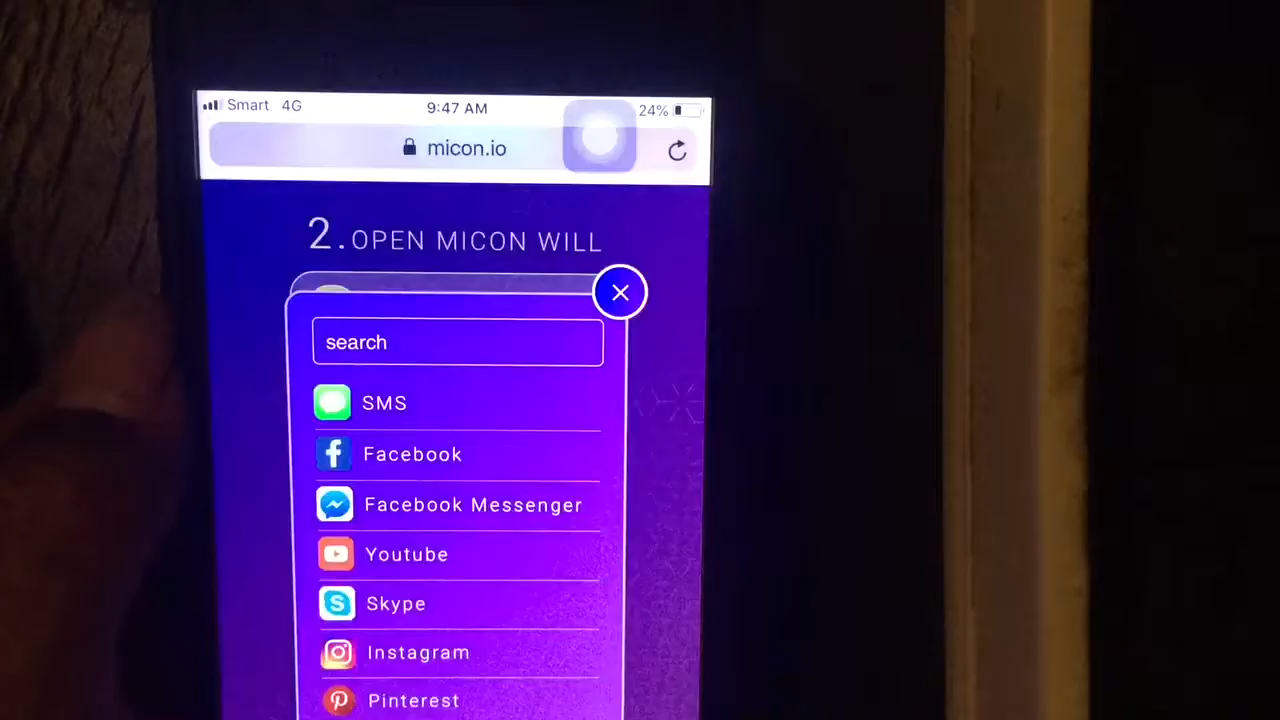 Smart 4G 9:47 AM 24%
micon.io
2. OPEN MICON WILL
search
SMS
Facebook
Facebook Messenger
Youtube
Skype
Instagram
Pinterest